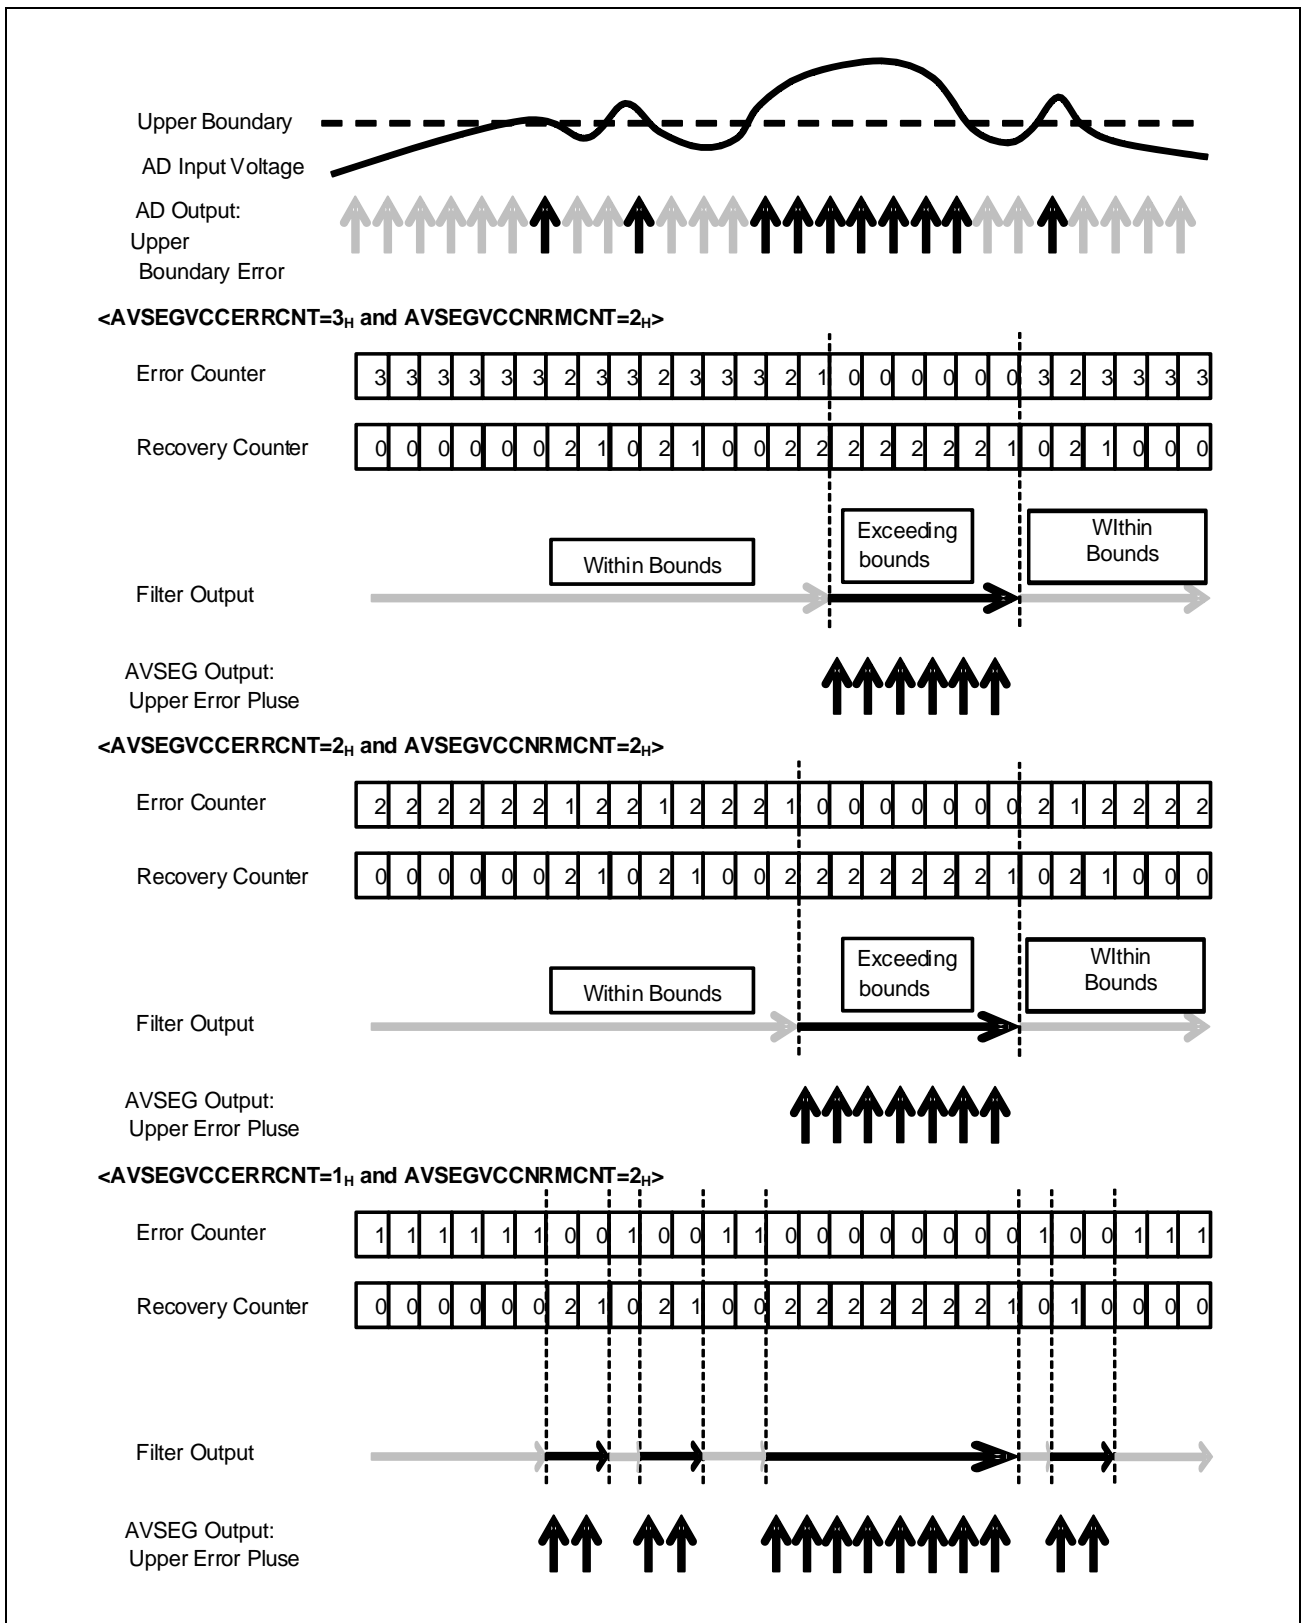 Upper Boundary
AD Input Voltage
AD Output:
Upper
Boundary Error
<AVSEGVCCERRCNT=3H and AVSEGVCCNRMCNT=2H>
Error Counter 3 3 3 3 3 3 2 3 3 2 3 3 3 2 1 0 0 0 0 0 0 3 2 3 3 3 3
Recovery Counter 0 0 0 0 0 0 2 1 0 2 1 0 0 2 2 2 2 2 2 2 1 0 2 1 0 0 0
Within Bounds
Exceeding
bounds
WIthin
Bounds
Filter Output
AVSEG Output:
Upper Error Pluse
<AVSEGVCCERRCNT=2H and AVSEGVCCNRMCNT=2H>
Error Counter 2 2 2 2 2 2 1 2 2 1 2 2 2 1 0 0 0 0 0 0 0 2 1 2 2 2 2
Recovery Counter 0 0 0 0 0 0 2 1 0 2 1 0 0 2 2 2 2 2 2 2 1 0 2 1 0 0 0
Within Bounds
Exceeding
bounds
WIthin
Bounds
Filter Output
AVSEG Output:
Upper Error Pluse
<AVSEGVCCERRCNT=1H and AVSEGVCCNRMCNT=2H>
Error Counter 1 1 1 1 1 1 0 0 1 0 0 1 1 0 0 0 0 0 0 0 0 1 0 0 1 1 1
Recovery Counter 0 0 0 0 0 0 2 1 0 2 1 0 0 2 2 2 2 2 2 2 1 0 1 0 0 0 0
Filter Output
AVSEG Output:
Upper Error Pluse